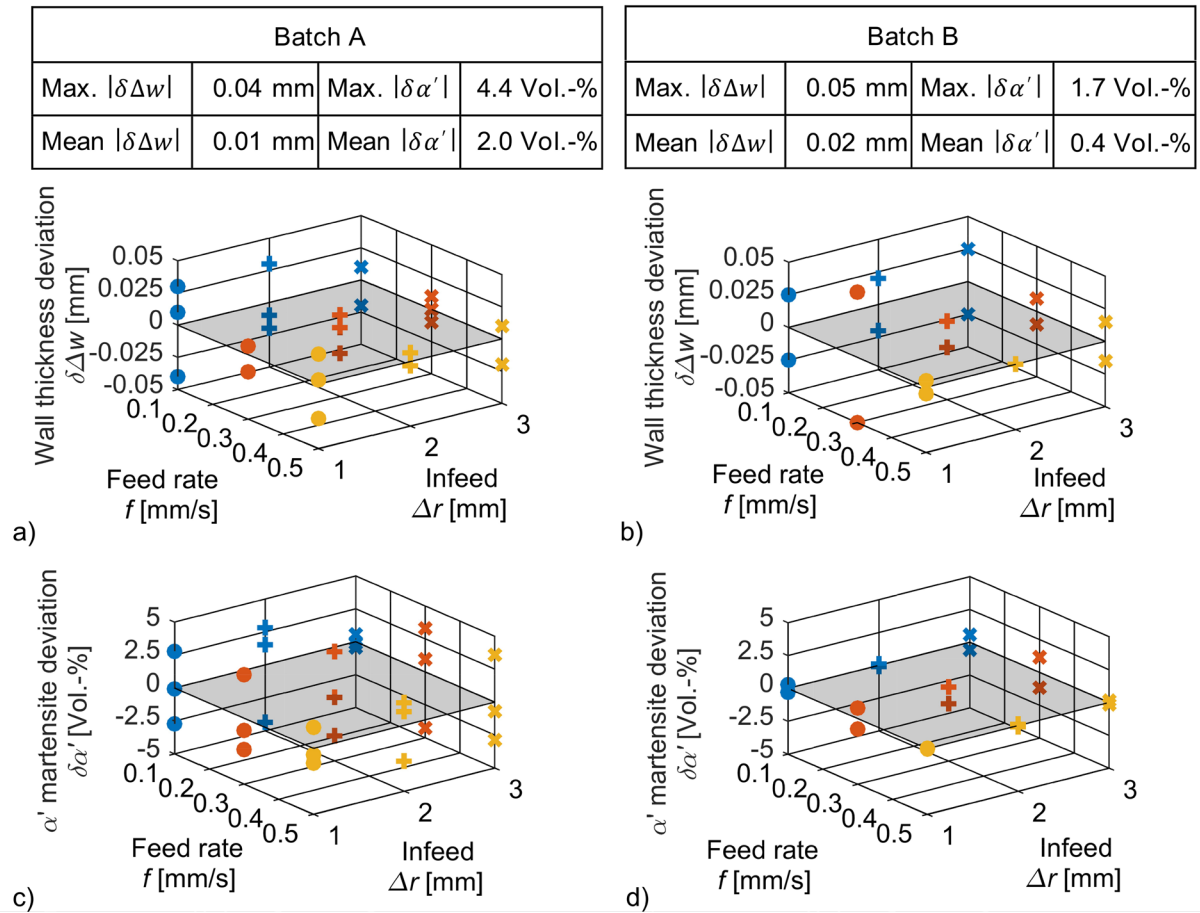 Batch A
Max. |δΔw| 0.04 mm Max. |δα′| 4.4 Vol.-%
Mean |δΔw| 0.01 mm Mean |δα′| 2.0 Vol.-%
Batch B
Max. |δΔw| 0.05 mm Max. |δα′| 1.7 Vol.-%
Mean |δΔw| 0.02 mm Mean |δα′| 0.4 Vol.-%
Wall thickness deviation
δΔw [mm]
0.05
0.025
0
-0.025
-0.05
0.1
0.2
0.3
0.4
0.5
1
2
3
Feed rate
f [mm/s]
Infeed
Δr [mm]
a)
Wall thickness deviation
δΔw [mm]
0.05
0.025
0
-0.025
-0.05
0.1
0.2
0.3
0.4
0.5
1
2
3
Feed rate
f [mm/s]
Infeed
Δr [mm]
b)
α' martensite deviation
δα′ [Vol.-%]
5
2.5
0
-2.5
-5
0.1
0.2
0.3
0.4
0.5
1
2
3
Feed rate
f [mm/s]
Infeed
Δr [mm]
c)
α' martensite deviation
δα′ [Vol.-%]
5
2.5
0
-2.5
-5
0.1
0.2
0.3
0.4
0.5
1
2
3
Feed rate
f [mm/s]
Infeed
Δr [mm]
d)